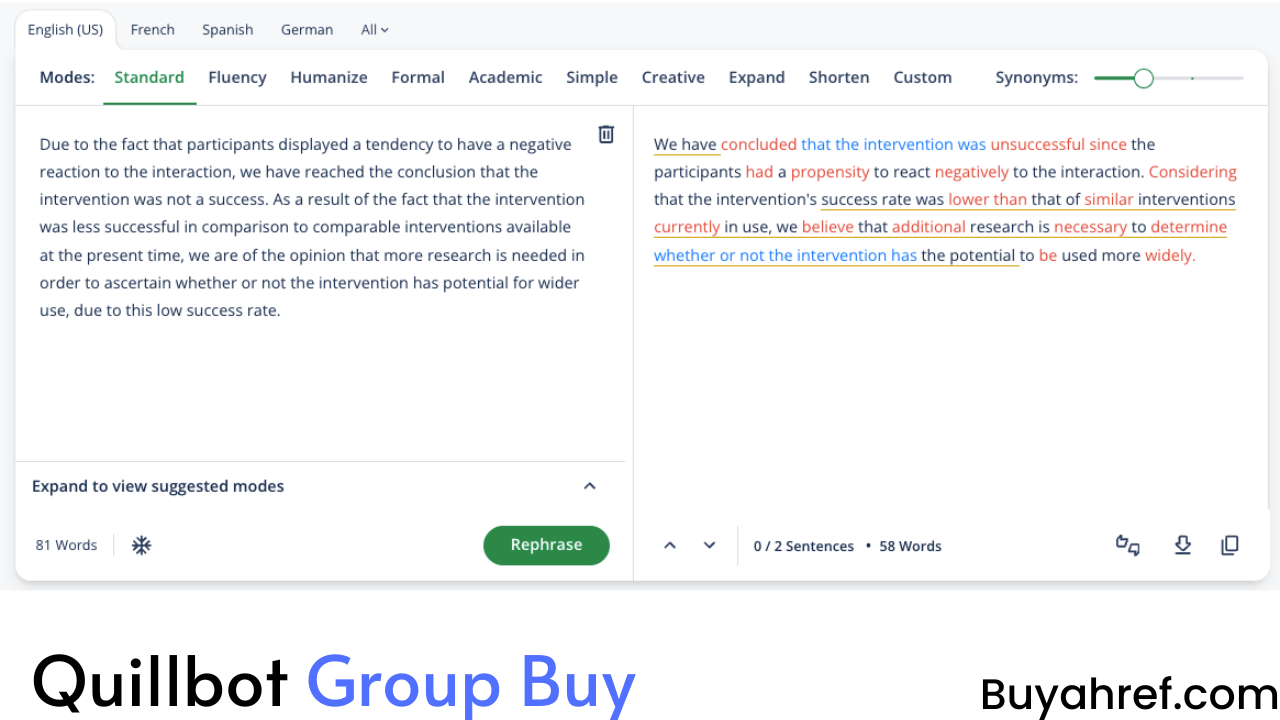 English (US) French Spanish German All
Modes: Standard Fluency Humanize Formal Academic Simple Creative Expand Shorten Custom Synonyms:
Due to the fact that participants displayed a tendency to have a negative
reaction to the interaction, we have reached the conclusion that the
intervention was not a success. As a result of the fact that the intervention
was less successful in comparison to comparable interventions available
at the present time, we are of the opinion that more research is needed in
order to ascertain whether or not the intervention has potential for wider
use, due to this low success rate.
We have concluded that the intervention was unsuccessful since the
participants had a propensity to react negatively to the interaction. Considering
that the intervention's success rate was lower than that of similar interventions
currently in use, we believe that additional research is necessary to determine
whether or not the intervention has the potential to be used more widely.
Expand to view suggested modes
81 Words
Rephrase
0 / 2 Sentences • 58 Words
Quillbot Group Buy
Buyahref.com